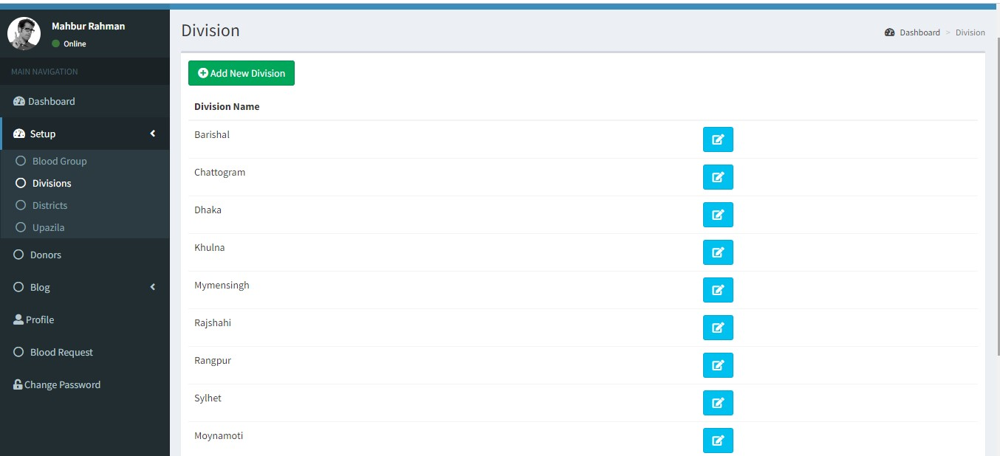 Mahbur Rahman
Online
MAIN NAVIGATION
Dashboard
Setup
Blood Group
Divisions
Districts
Upazila
Donors
Blog
Profile
Blood Request
Change Password
Division
Dashboard > Division
Add New Division
Division Name
Barishal
Chattogram
Dhaka
Khulna
Mymensingh
Rajshahi
Rangpur
Sylhet
Moynamoti